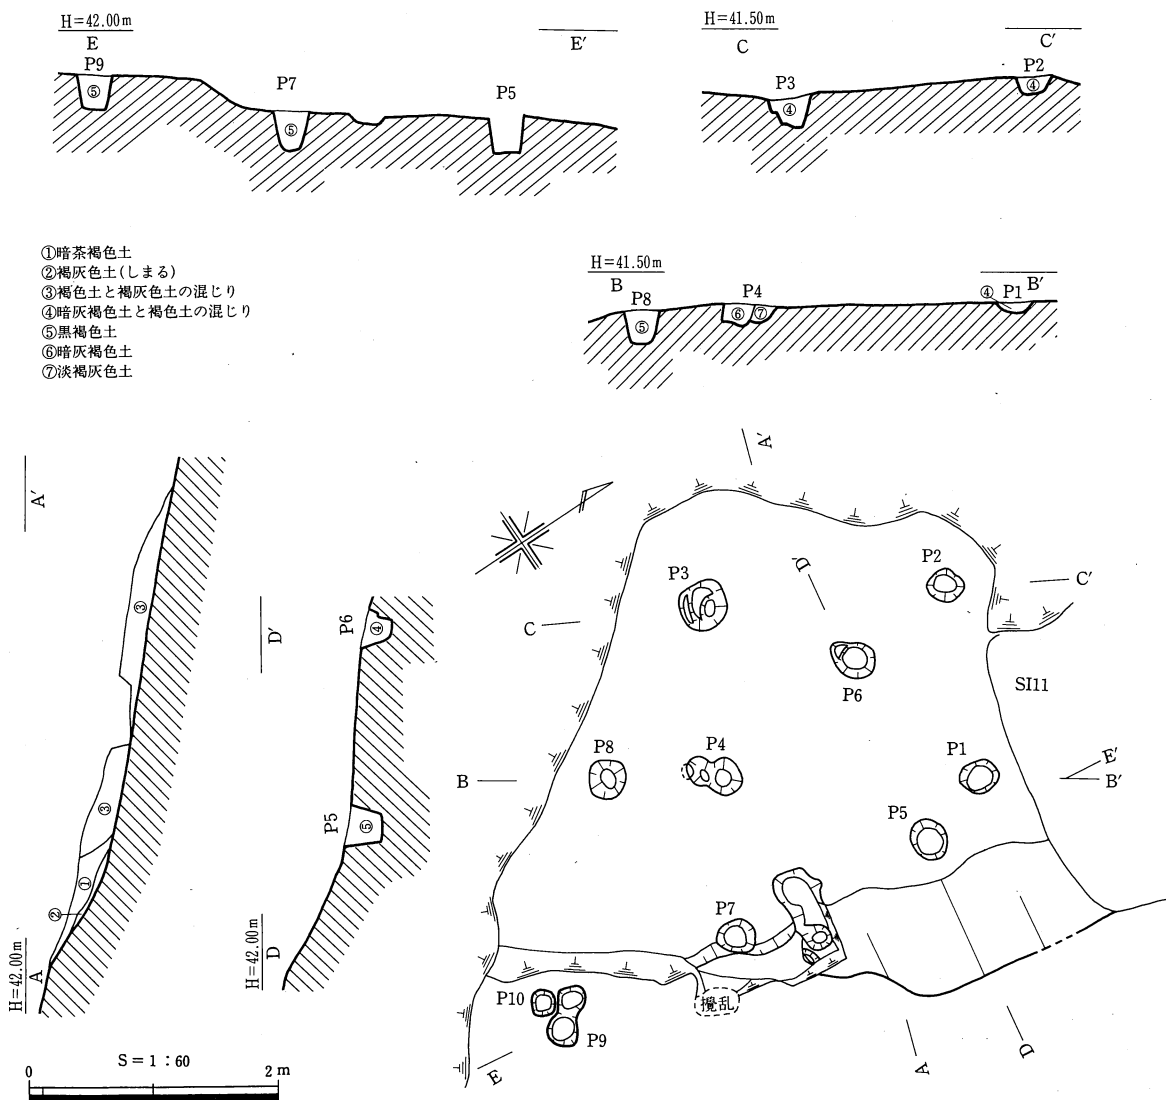 H=42.00m
E
E′
P9
P7
P5
⑤
⑤
H=41.50m
C
C′
P3
P2
④
④
①暗茶褐色土
②褐灰色土(しまる)
③褐色土と褐灰色土の混じり
④暗灰褐色土と褐色土の混じり
⑤黒褐色土
⑥暗灰褐色土
⑦淡褐灰色土
H=41.50m
B
B′
P8
P4
④
P1
⑤
⑥
⑦
A′
③
③
①
②
H=42.00m
A
D′
P6
④
P5
⑤
H=42.00m
D
A′
P3
D′
P2
C
C′
P6
SI11
P8
P4
P1
B
E′
B′
P5
P7
P10
攪乱
P9
E
A
D
S=1:60
0
2m